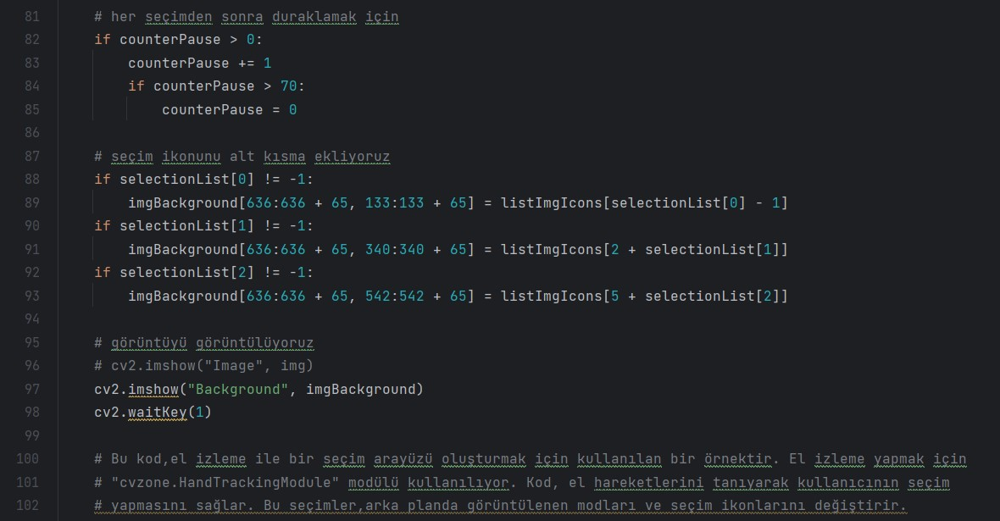 81 # her seçimden sonra duraklamak için
82 if counterPause > 0:
83 counterPause += 1
84 if counterPause > 70:
85 counterPause = 0
86
87 # seçim ikonunu alt kısma ekliyoruz
88 if selectionList[0] != -1:
89 imgBackground[636:636 + 65, 133:133 + 65] = listImgIcons[selectionList[0] - 1]
90 if selectionList[1] != -1:
91 imgBackground[636:636 + 65, 340:340 + 65] = listImgIcons[2 + selectionList[1]]
92 if selectionList[2] != -1:
93 imgBackground[636:636 + 65, 542:542 + 65] = listImgIcons[5 + selectionList[2]]
94
95 # görüntüyü görüntülüyoruz
96 # cv2.imshow("Image", img)
97 cv2.imshow("Background", imgBackground)
98 cv2.waitKey(1)
99
100 # Bu kod,el izleme ile bir seçim arayüzü oluşturmak için kullanılan bir örnektir. El izleme yapmak için
101 # "cvzone.HandTrackingModule" modülü kullanılıyor. Kod, el hareketlerini tanıyarak kullanıcının seçim
102 # yapmasını sağlar. Bu seçimler,arka planda görüntülenen modları ve seçim ikonlarını değiştirir.